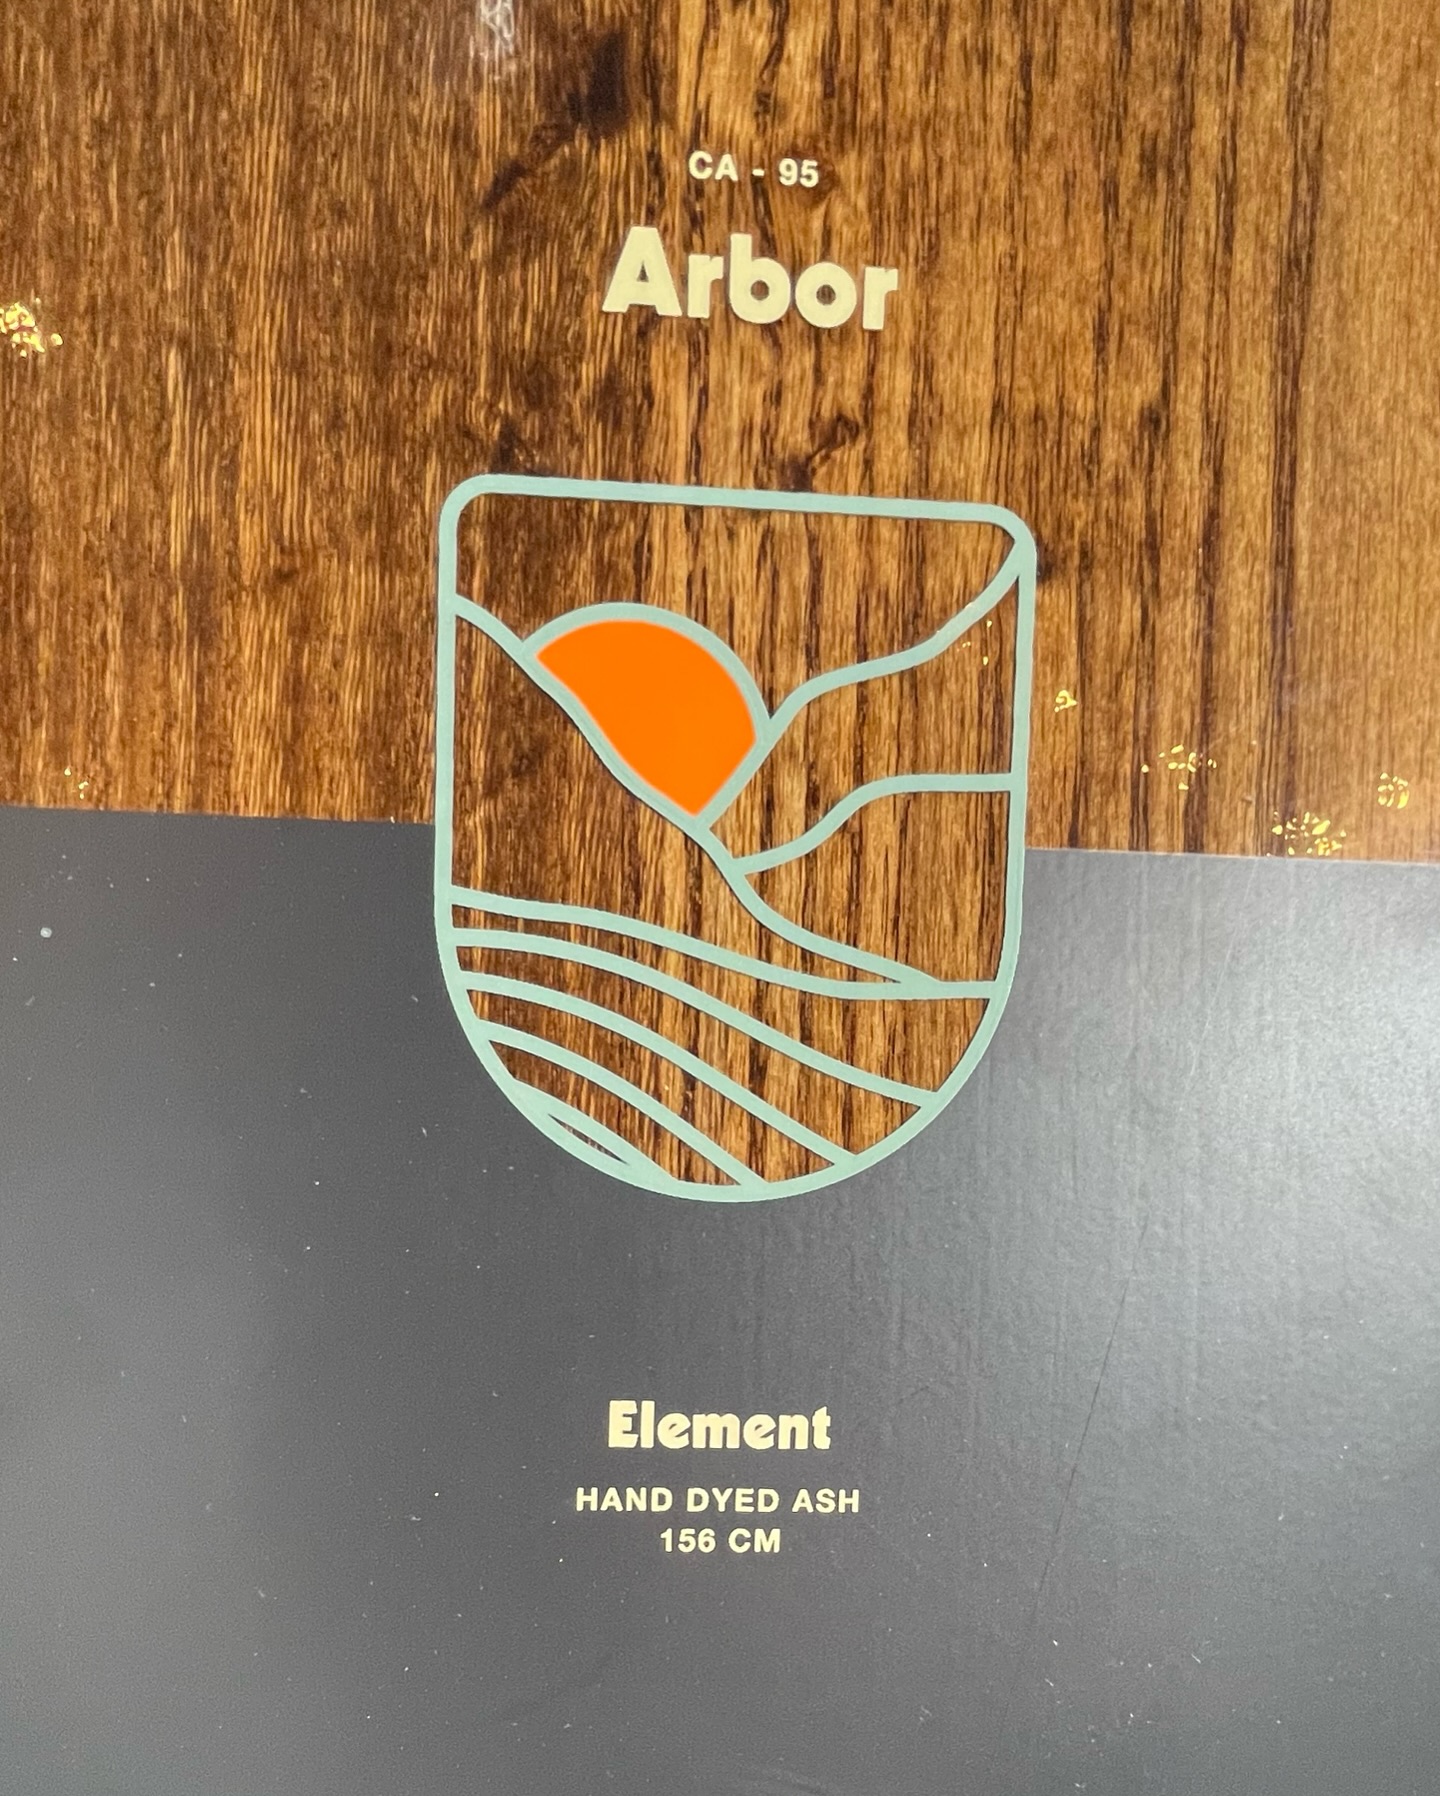 CA - 95
Arbor
Element
HAND DYED ASH
156 CM